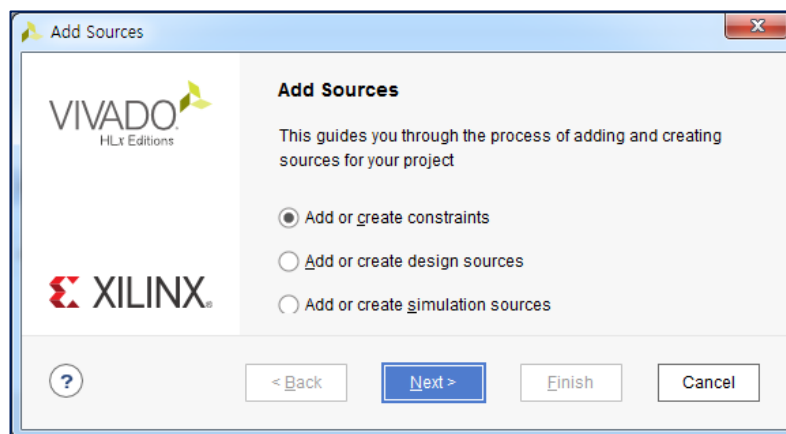 Add Sources
VIVADO.
HLx Editions
Add Sources
This guides you through the process of adding and creating
sources for your project
Add or create constraints
Add or create design sources
Add or create simulation sources
XILINX®
?
< Back
Next >
Finish
Cancel